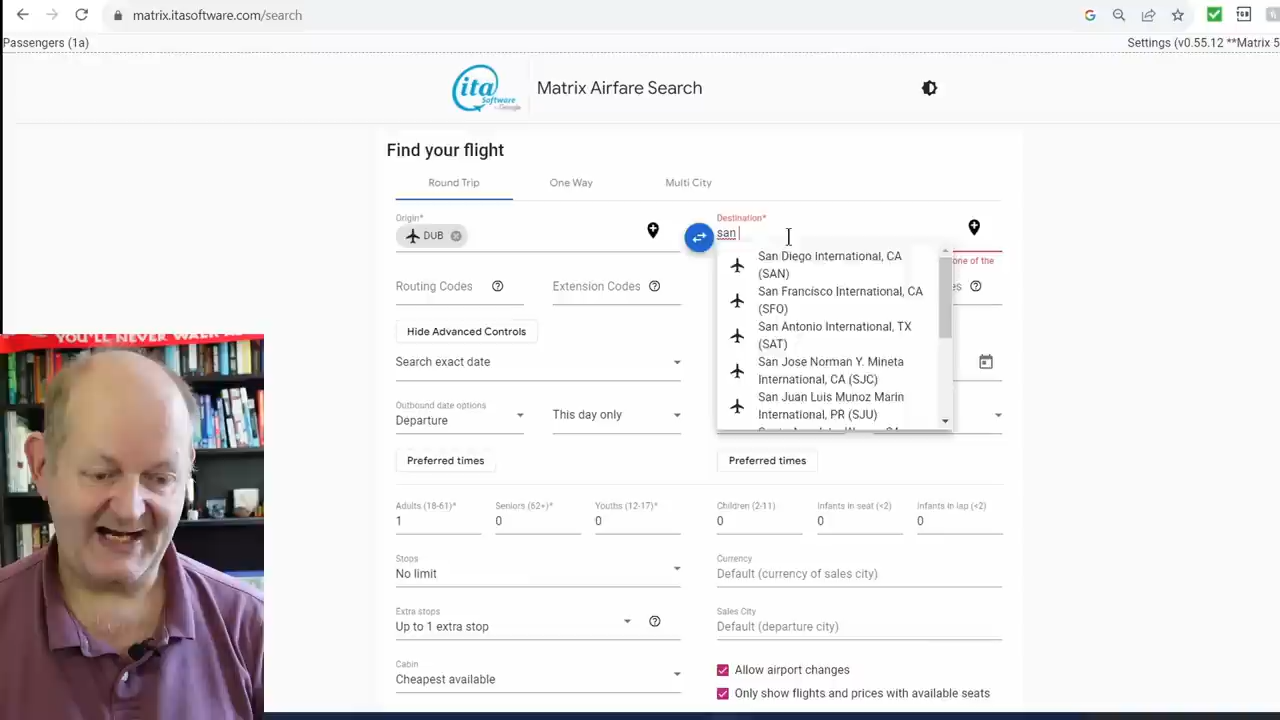 matrix.itasoftware.com/search
Passengers (1a)
Settings (v0.55.12 **Matrix 5
ita
Software
by Google
Matrix Airfare Search
Find your flight
Round Trip
One Way
Multi City
Origin*
DUB
Destination*
san
San Diego International, CA
(SAN)
San Francisco International, CA
(SFO)
San Antonio International, TX
(SAT)
San Jose Norman Y. Mineta
International, CA (SJC)
San Juan Luis Munoz Marin
International, PR (SJU)
one of the
Routing Codes
Extension Codes
es
Hide Advanced Controls
Search exact date
Outbound date options
Departure
This day only
Preferred times
Preferred times
Adults (18-61)*
1
Seniors (62+)*
0
Youths (12-17)*
0
Children (2-11)
0
Infants in seat (<2)
0
Infants in lap (<2)
0
Stops
No limit
Currency
Default (currency of sales city)
Extra stops
Up to 1 extra stop
Sales City
Default (departure city)
Cabin
Cheapest available
Allow airport changes
Only show flights and prices with available seats
YOU'LL NEVER WALK